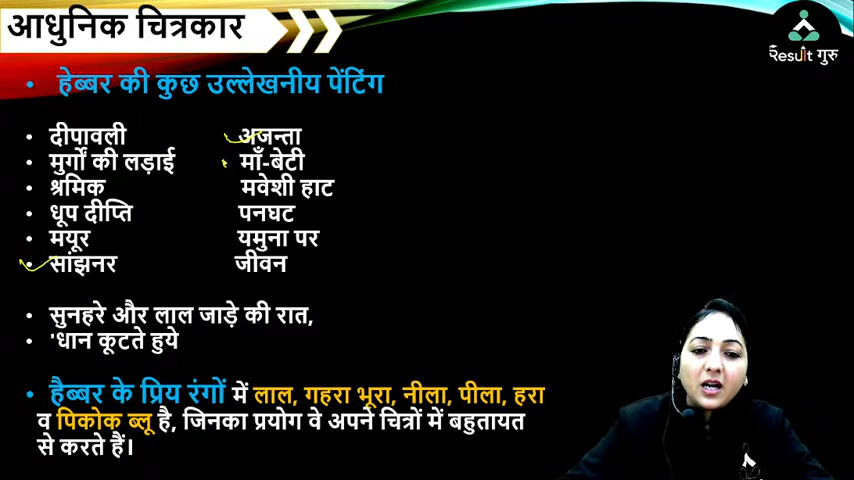 आधुनिक चित्रकार
Result गुरु
• हेब्बर की कुछ उल्लेखनीय पेंटिंग
• दीपावली अजन्ता
• मुर्गों की लड़ाई माँ-बेटी
• श्रमिक मवेशी हाट
• धूप दीप्ति पनघट
• मयूर यमुना पर
• सांझनर जीवन
• सुनहरे और लाल जाड़े की रात,
• 'धान कूटते हुये
• हैब्बर के प्रिय रंगों में लाल, गहरा भूरा, नीला, पीला, हरा
व पिकोक ब्लू है, जिनका प्रयोग वे अपने चित्रों में बहुतायत
से करते हैं।